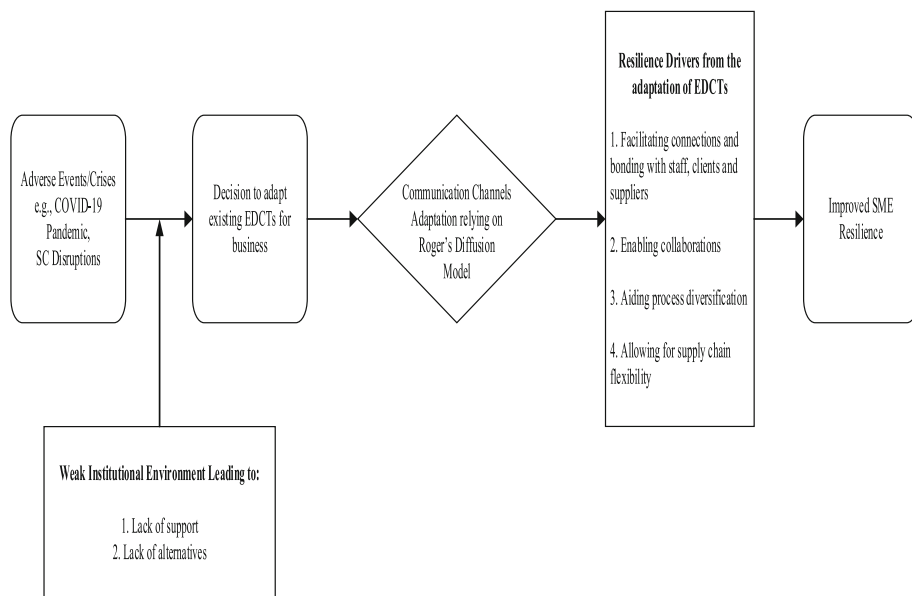 Adverse Events/Crises
e.g., COVID-19
Pandemic,
SC Disruptions
Decision to adapt
existing EDCTs for
business
Communication Channels
Adaptation relying on
Roger's Diffusion
Model
Resilience Drivers from the
adaptation of EDCTs
1. Facilitating connections and
bonding with staff, clients and
suppliers
2. Enabling collaborations
3. Aiding process diversification
4. Allowing for supply chain
flexibility
Improved SME
Resilience
Weak Institutional Environment Leading to:
1. Lack of support
2. Lack of alternatives